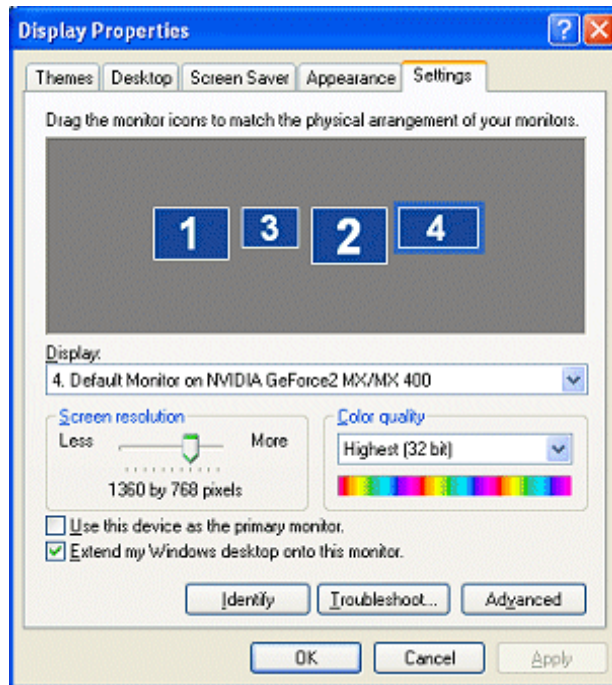 Display Properties
Themes Desktop Screen Saver Appearance Settings
Drag the monitor icons to match the physical arrangement of your monitors.
1 3 2 4
Display:
4. Default Monitor on NVIDIA GeForce2 MX/MX 400
Screen resolution Color quality
Less More Highest (32 bit)
1360 by 768 pixels
Use this device as the primary monitor.
Extend my Windows desktop onto this monitor.
Identify Troubleshoot... Advanced
OK Cancel Apply